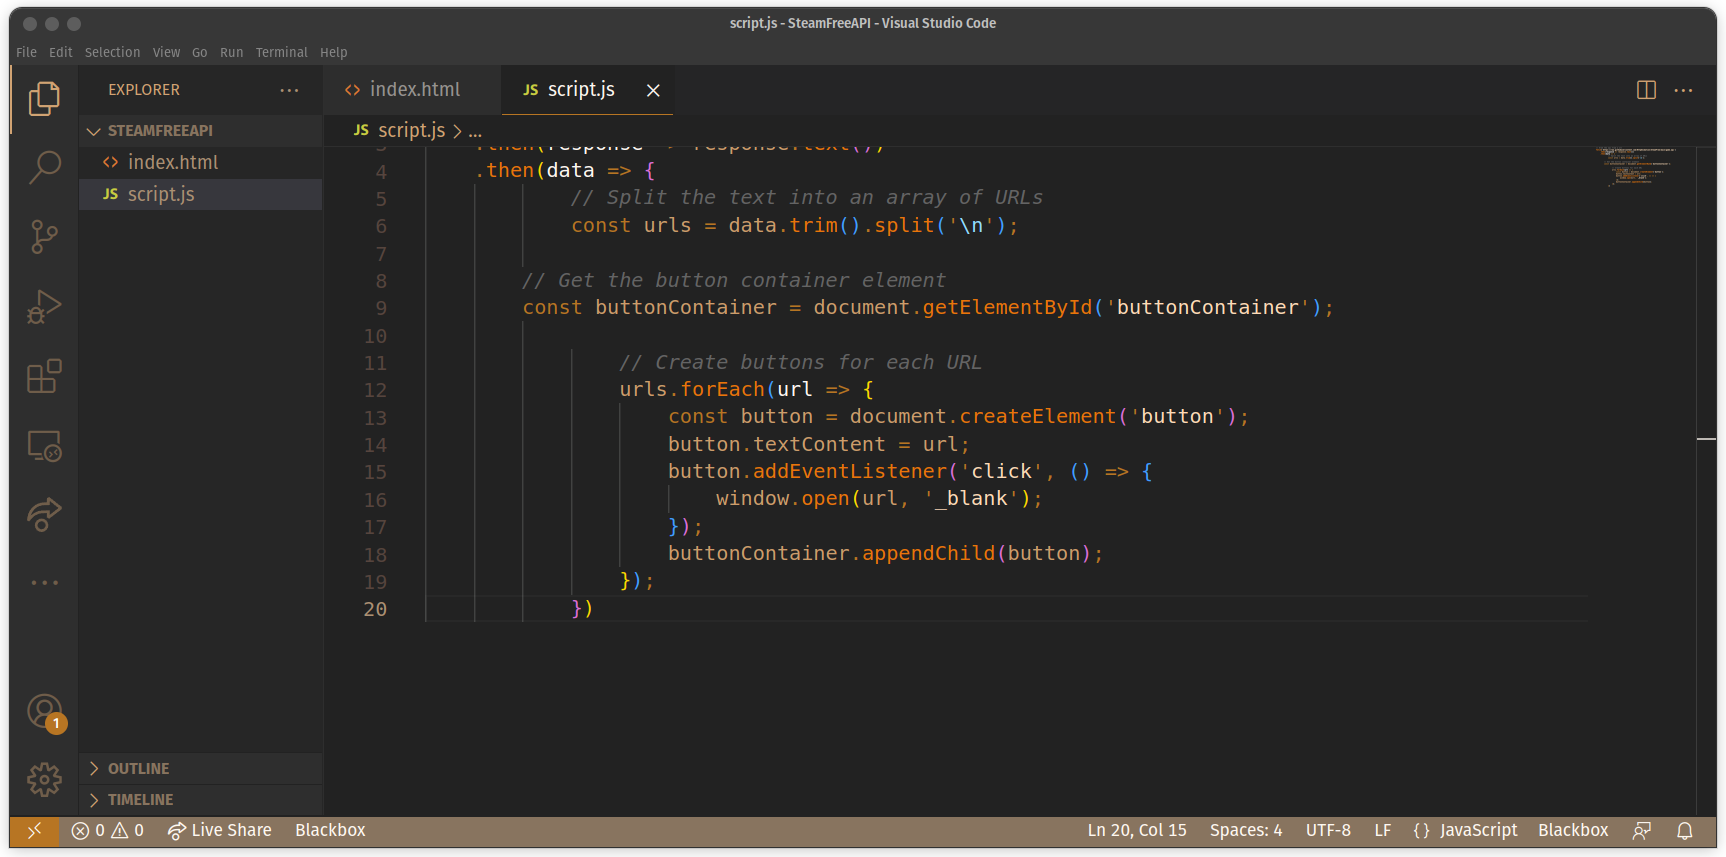 script.js - SteamFreeAPI - Visual Studio Code
File Edit Selection View Go Run Terminal Help
EXPLORER
index.html
JS script.js
STEAMFREEAPI
JS script.js > ...
index.html
JS script.js
3 .then(response => response.text())
4 .then(data => {
5 // Split the text into an array of URLs
6 const urls = data.trim().split('\n');
7
8 // Get the button container element
9 const buttonContainer = document.getElementById('buttonContainer');
10
11 // Create buttons for each URL
12 urls.forEach(url => {
13 const button = document.createElement('button');
14 button.textContent = url;
15 button.addEventListener('click', () => {
16 window.open(url, '_blank');
17 });
18 buttonContainer.appendChild(button);
19 });
20 })
1
OUTLINE
TIMELINE
0 0 Live Share Blackbox Ln 20, Col 15 Spaces: 4 UTF-8 LF {} JavaScript Blackbox